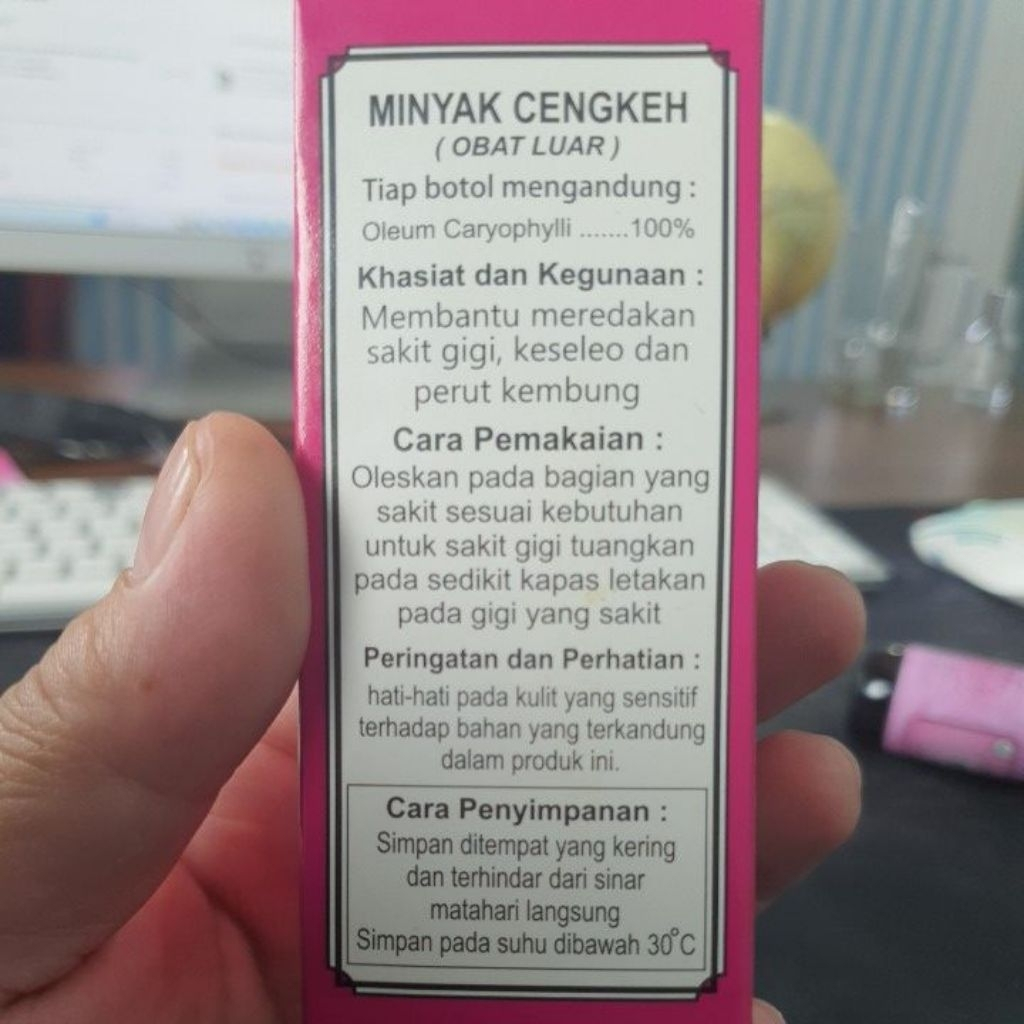 MINYAK CENGKEH
( OBAT LUAR )
Tiap botol mengandung :
Oleum Caryophylli .......100%
Khasiat dan Kegunaan :
Membantu meredakan
sakit gigi, keseleo dan
perut kembung
Cara Pemakaian :
Oleskan pada bagian yang
sakit sesuai kebutuhan
untuk sakit gigi tuangkan
pada sedikit kapas letakan
pada gigi yang sakit
Peringatan dan Perhatian :
hati-hati pada kulit yang sensitif
terhadap bahan yang terkandung
dalam produk ini.
Cara Penyimpanan :
Simpan ditempat yang kering
dan terhindar dari sinar
matahari langsung
Simpan pada suhu dibawah 30°C